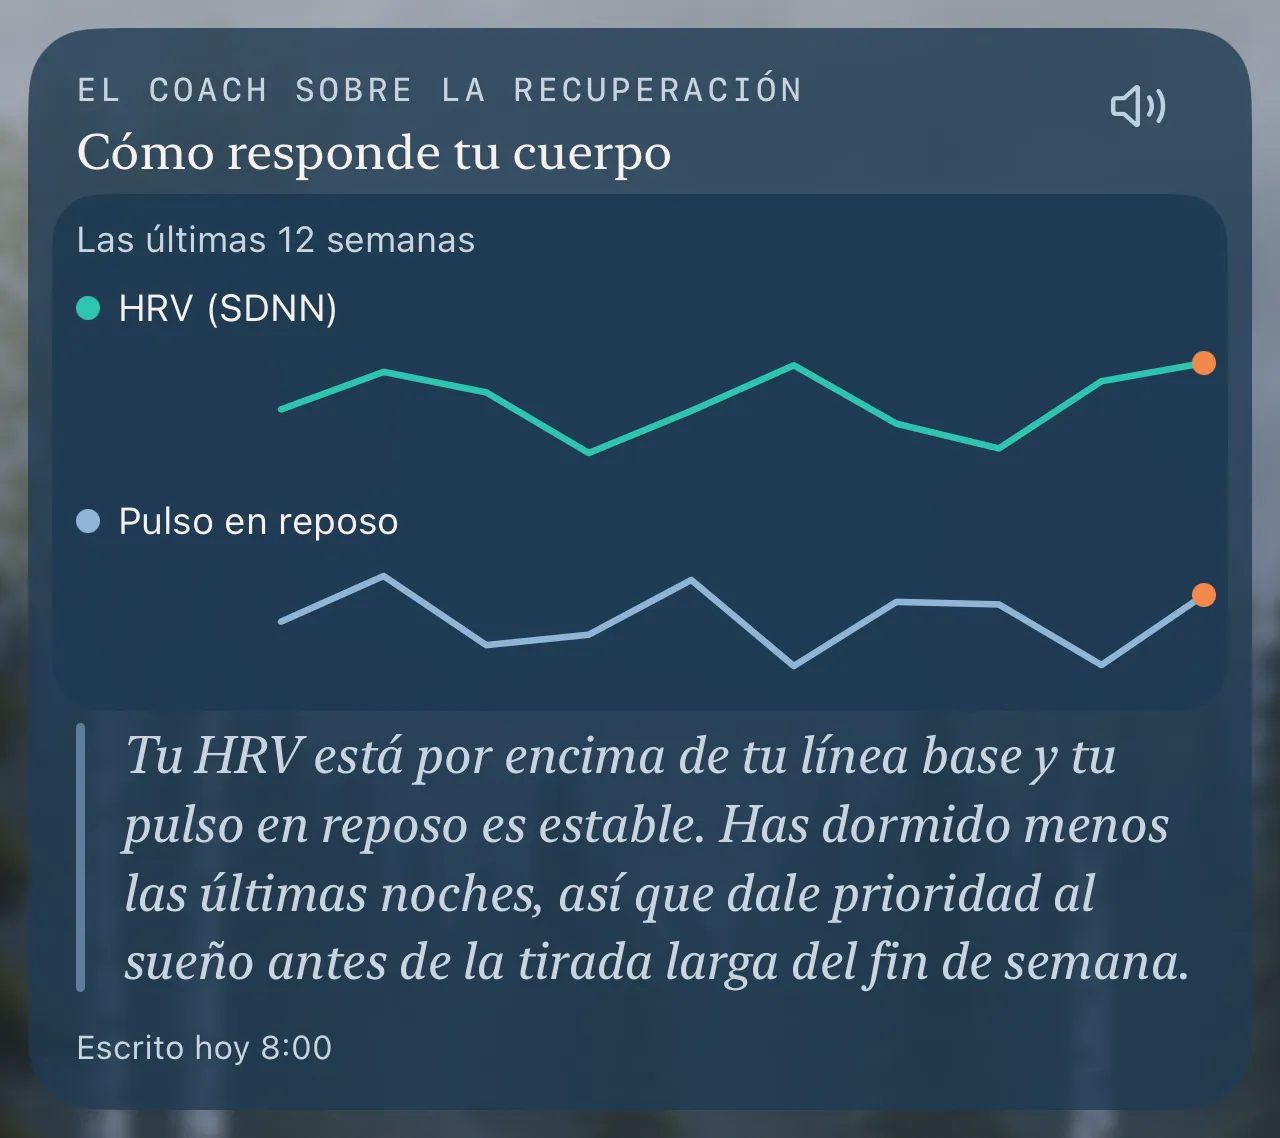 EL COACH SOBRE LA RECUPERACIÓN
Cómo responde tu cuerpo
Las últimas 12 semanas
HRV (SDNN)
Pulso en reposo
Tu HRV está por encima de tu línea base y tu
pulso en reposo es estable. Has dormido menos
las últimas noches, así que dale prioridad al
sueño antes de la tirada larga del fin de semana.
Escrito hoy 8:00